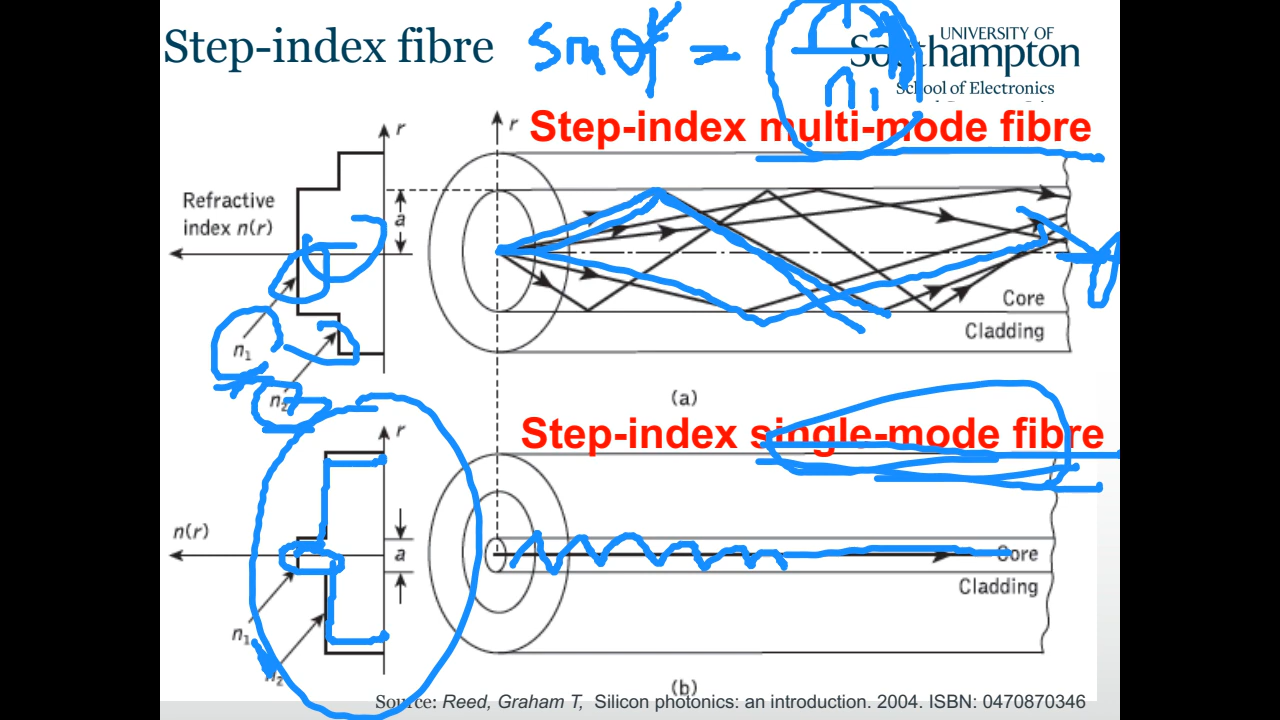 Step-index fibre
sin θ =
n₁
UNIVERSITY OF
Southampton
School of Electronics
r
r
Step-index multi-mode fibre
Refractive
index n(r)
a
n₁
n₂
Core
Cladding
(a)
r
Step-index single-mode fibre
n(r)
a
n₁
n₂
Core
Cladding
(b)
Source: Reed, Graham T, Silicon photonics: an introduction. 2004. ISBN: 0470870346